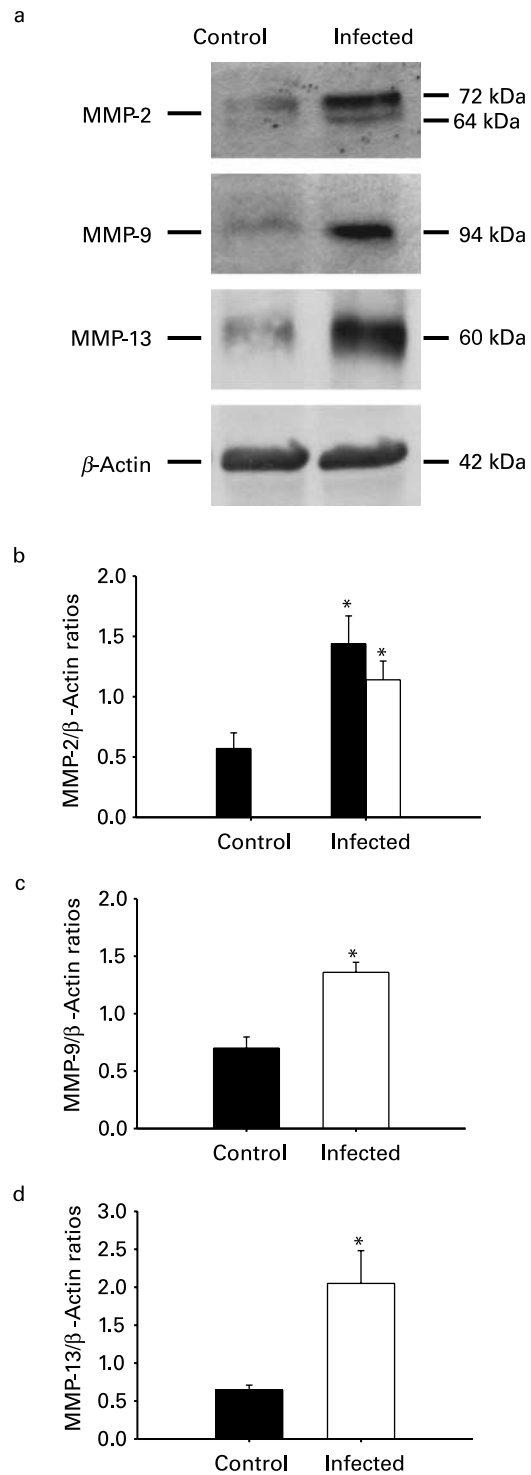 a
Control Infected
MMP-2
72 kDa
64 kDa
MMP-9
94 kDa
MMP-13
60 kDa
β-Actin
42 kDa
b
MMP-2/β -Actin ratios
2.0
1.5
1.0
0.5
0.0
*
*
Control Infected
c
MMP-9/β -Actin ratios
2.0
1.5
1.0
0.5
0.0
*
Control Infected
d
MMP-13/β -Actin ratios
3.0
2.5
2.0
1.5
1.0
0.5
0.0
*
Control Infected